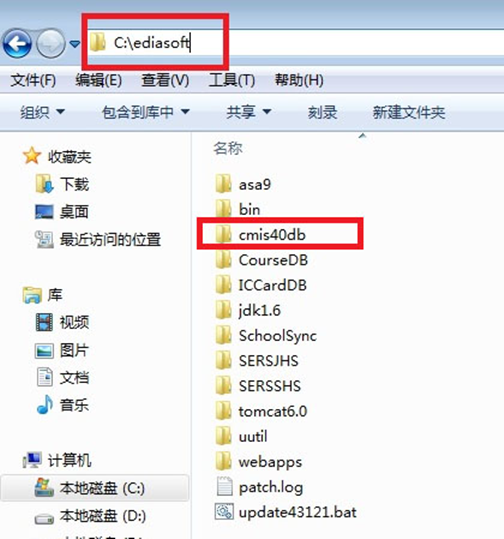 C:\ediasoft
文件(F) 编辑(E) 查看(V) 工具(T) 帮助(H)
组织 包含到库中 共享 刻录 新建文件夹
收藏夹
下载
桌面
最近访问的位置
库
视频
图片
文档
音乐
计算机
本地磁盘 (C:)
本地磁盘 (D:)
名称
asa9
bin
cmis40db
CourseDB
ICCardDB
jdk1.6
SchoolSync
SERSJHS
SERSSHS
tomcat6.0
uutil
webapps
patch.log
update43121.bat